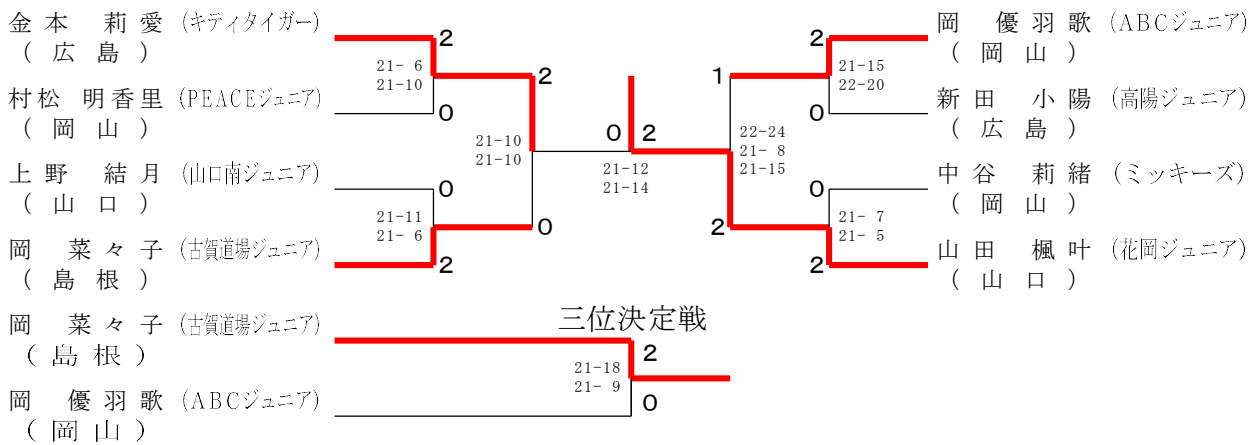 金本 莉愛 (キティタイガー)
( 広 島 )
村松 明香里 (PEACEジュニア)
( 岡 山 )
上野 結月 (山口南ジュニア)
( 山 口 )
岡 菜々子 (古賀道場ジュニア)
( 島 根 )
2
21- 6
21-10
0
0
21-11
21- 6
2
2
21-10
21-10
0
0 2
21-12
21-14
1
22-24
21- 8
21-15
2
2
21-15
22-20
0
0
21- 7
21- 5
2
岡 優羽歌 (ABCジュニア)
( 岡 山 )
新田 小陽 (高陽ジュニア)
( 広 島 )
中谷 莉緒 (ミッキーズ)
( 岡 山 )
山田 楓叶 (花岡ジュニア)
( 山 口 )
三位決定戦
岡 菜々子 (古賀道場ジュニア)
( 島 根 )
岡 優羽歌 (ABCジュニア)
( 岡 山 )
2
21-18
21- 9
0